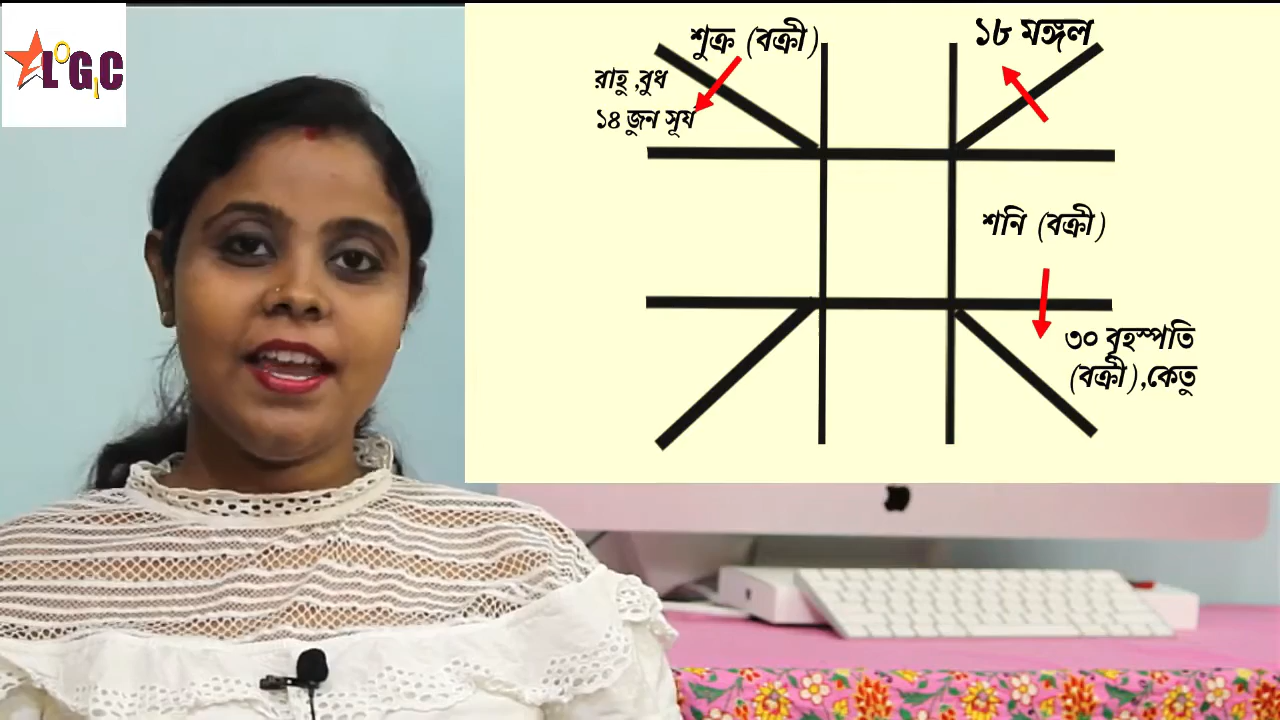 LOGIC
শুক্র (বক্রী)
রাহু ,বুধ
১৪ জুন সূর্য
১৮ মঙ্গল
শনি (বক্রী)
৩০ বৃহস্পতি
(বক্রী),কেতু